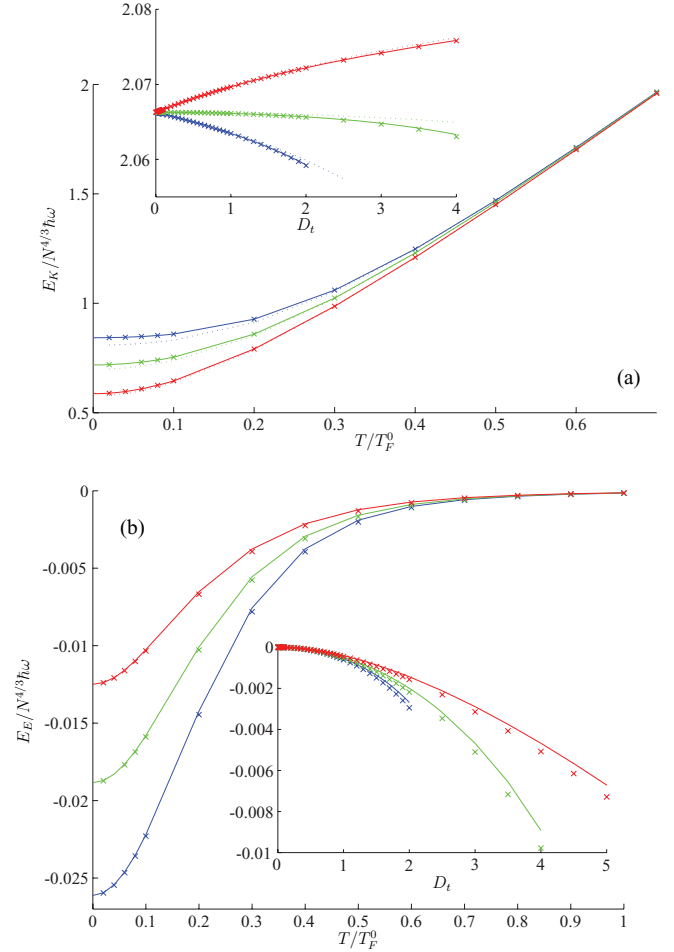 2.08
2.07
2.06
0 1 2 3 4
D_t
2
1.5
1
0.5
E_K/N^{4/3}ħω
(a)
0 0.1 0.2 0.3 0.4 0.5 0.6
T/T_F^0
0
-0.005
-0.01
-0.015
-0.02
-0.025
E_E/N^{4/3}ħω
(b)
0
-0.002
-0.004
-0.006
-0.008
-0.01
0 1 2 3 4 5
D_t
0 0.1 0.2 0.3 0.4 0.5 0.6 0.7 0.8 0.9 1
T/T_F^0